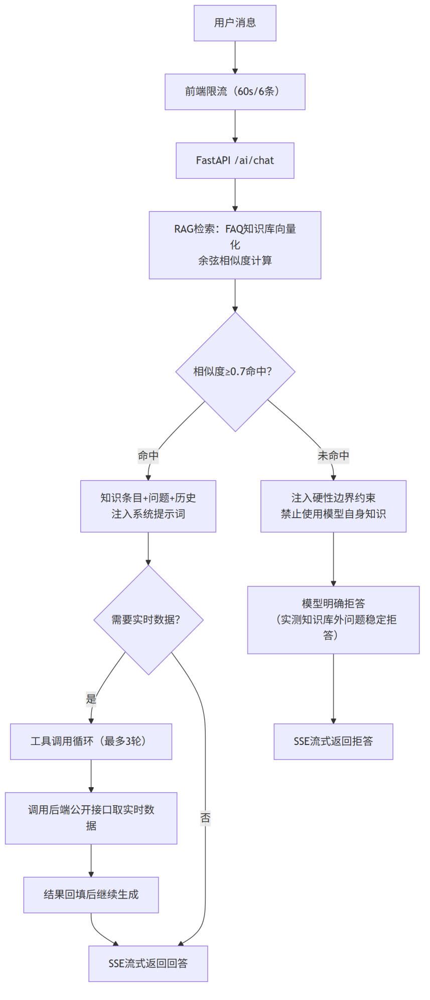 用户消息
前端限流（60s/6条）
FastAPI /ai/chat
RAG检索：FAQ知识库向量
化
余弦相似度计算
相似度≥0.7命中？
命中
未命中
知识条目+问题+历史
注入系统提示词
注入硬性边界约束
禁止使用模型自身知识
需要实时数据？
模型明确拒答
（实测知识库外问题稳定拒
答）
是
工具调用循环（最多3轮）
SSE流式返回拒答
调用后端公开接口取实时数
据
否
结果回填后继续生成
SSE流式返回回答